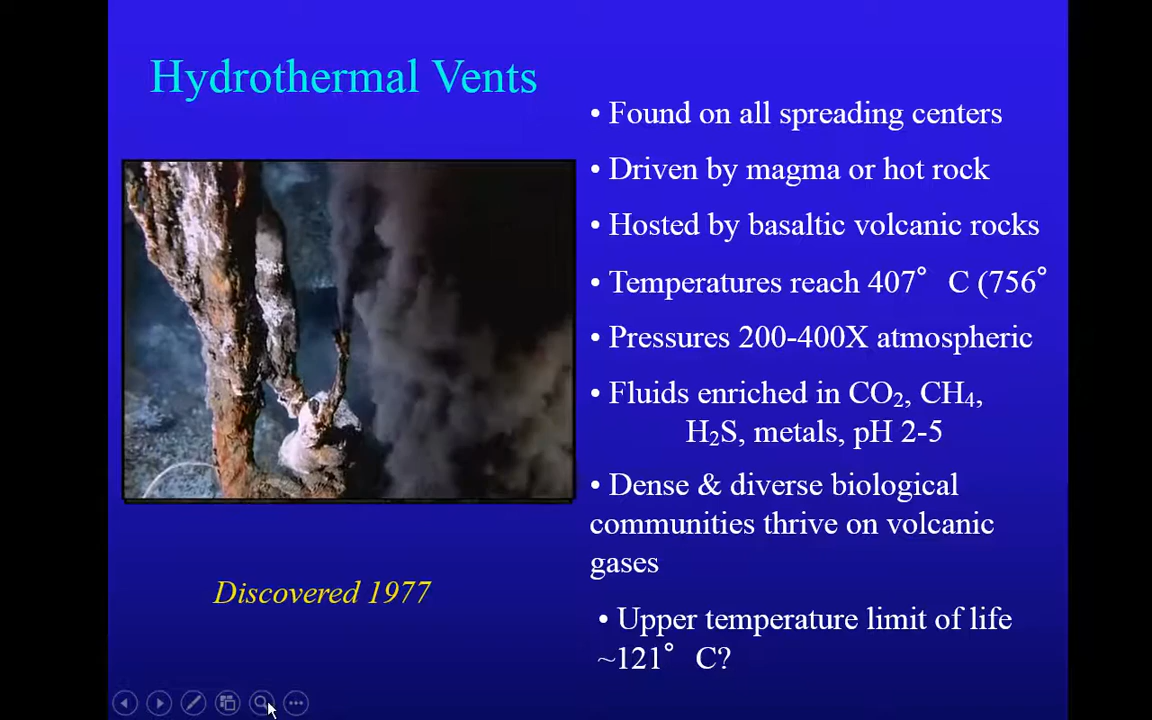 Hydrothermal Vents
• Found on all spreading centers
• Driven by magma or hot rock
• Hosted by basaltic volcanic rocks
• Temperatures reach 407° C (756°
• Pressures 200-400X atmospheric
• Fluids enriched in CO₂, CH₄,
H₂S, metals, pH 2-5
• Dense & diverse biological
communities thrive on volcanic
gases
• Upper temperature limit of life
~121° C?
Discovered 1977